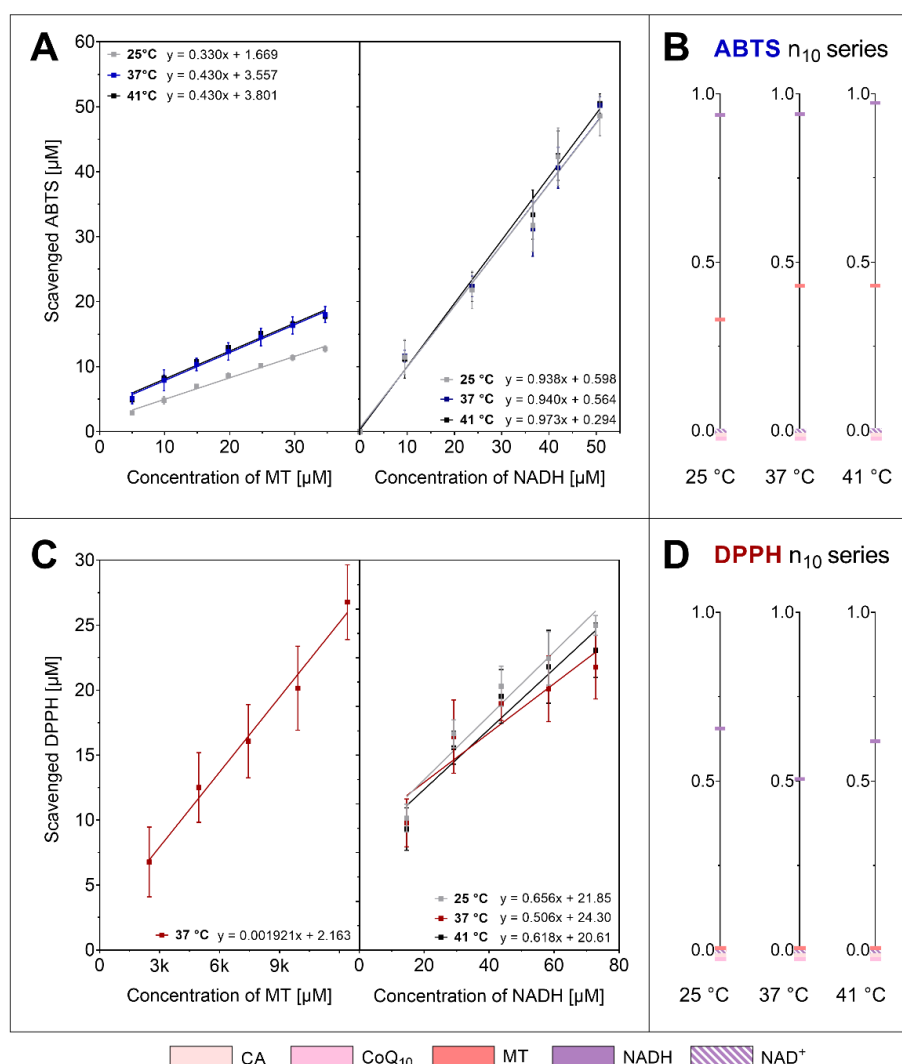 A
25°C y = 0.330x + 1.669
37°C y = 0.430x + 3.557
41°C y = 0.430x + 3.801
60
50
40
30
20
10
0
Scavenged ABTS [µM]
25 °C y = 0.938x + 0.598
37 °C y = 0.940x + 0.564
41 °C y = 0.973x + 0.294
0 10 20 30 0 10 20 30 40 50
Concentration of MT [µM] Concentration of NADH [µM]
B ABTS n10 series
1.0 1.0 1.0
0.5 0.5 0.5
0.0 0.0 0.0
25 °C 37 °C 41 °C
C
30
25
20
15
10
5
0
Scavenged DPPH [µM]
37 °C y = 0.001921x + 2.163
25 °C y = 0.656x + 21.85
37 °C y = 0.506x + 24.30
41 °C y = 0.618x + 20.61
0 3k 6k 9k 0 20 40 60 80
Concentration of MT [µM] Concentration of NADH [µM]
D DPPH n10 series
1.0 1.0 1.0
0.5 0.5 0.5
0.0 0.0 0.0
25 °C 37 °C 41 °C
CA CoQ10 MT NADH NAD+